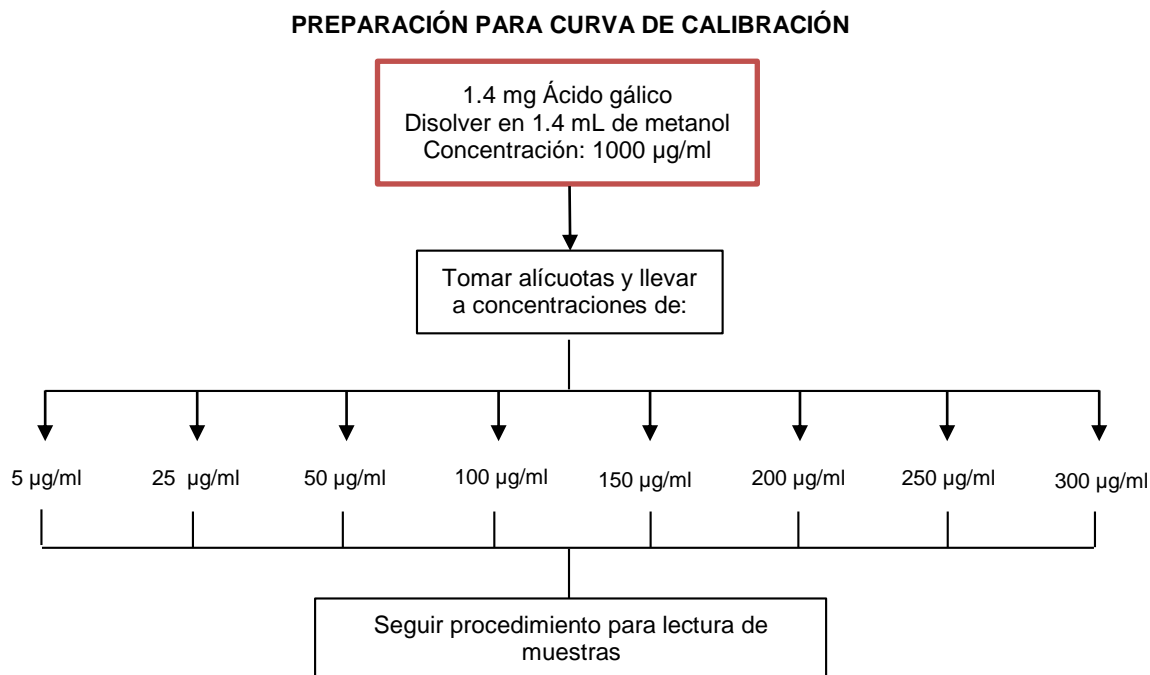 PREPARACIÓN PARA CURVA DE CALIBRACIÓN
1.4 mg Ácido gálico
Disolver en 1.4 mL de metanol
Concentración: 1000 µg/ml
Tomar alícuotas y llevar
a concentraciones de:
5 µg/ml 25 µg/ml 50 µg/ml 100 µg/ml 150 µg/ml 200 µg/ml 250 µg/ml 300 µg/ml
Seguir procedimiento para lectura de
muestras